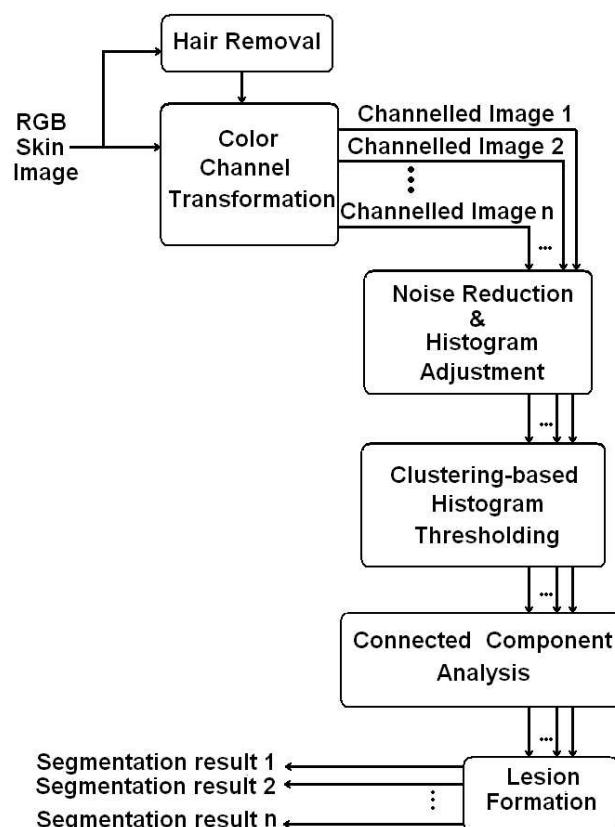 Hair Removal
RGB
Skin
Image
Color
Channel
Transformation
Channelled Image 1
Channelled Image 2
Channelled Image n
...
Noise Reduction
&
Histogram
Adjustment
...
Clustering-based
Histogram
Thresholding
...
Connected Component
Analysis
...
Lesion
Formation
Segmentation result 1
Segmentation result 2
Segmentation result n